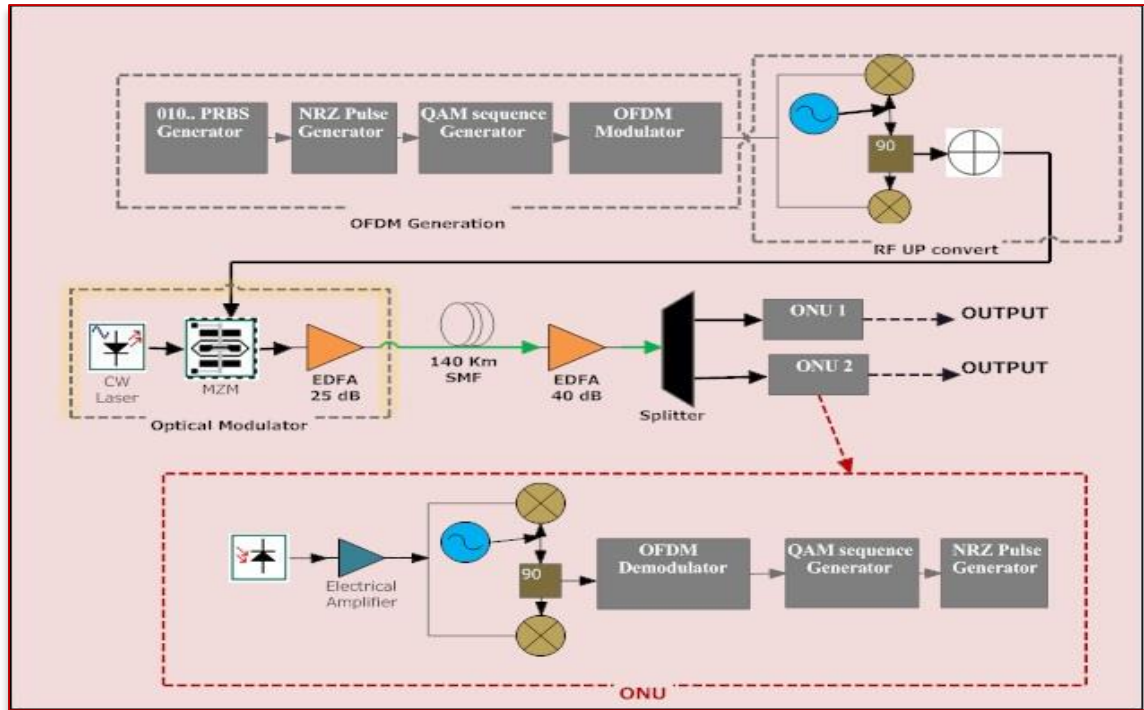 010.. PRBS
Generator
NRZ Pulse
Generator
QAM sequence
Generator
OFDM
Modulator
90
OFDM Generation
RF UP convert
CW
Laser
MZM
EDFA
25 dB
Optical Modulator
140 Km
SMF
EDFA
40 dB
Splitter
ONU 1
OUTPUT
ONU 2
OUTPUT
Electrical
Amplifier
90
OFDM
Demodulator
QAM sequence
Generator
NRZ Pulse
Generator
ONU